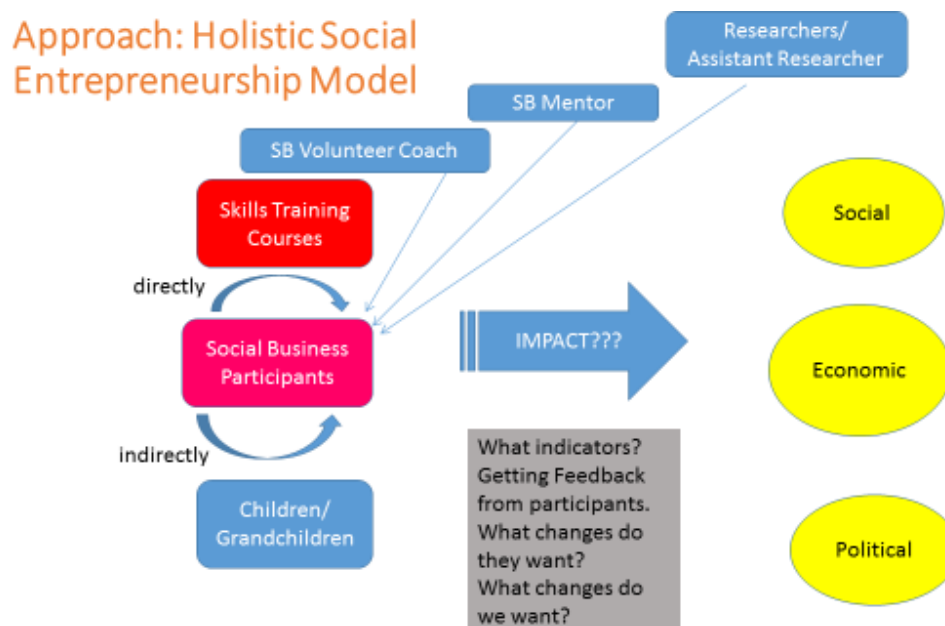 Approach: Holistic Social
Entrepreneurship Model
Researchers/
Assistant Researcher
SB Mentor
SB Volunteer Coach
Skills Training
Courses
directly
Social Business
Participants
indirectly
Children/
Grandchildren
IMPACT???
What indicators?
Getting Feedback
from participants.
What changes do
they want?
What changes do
we want?
Social
Economic
Political